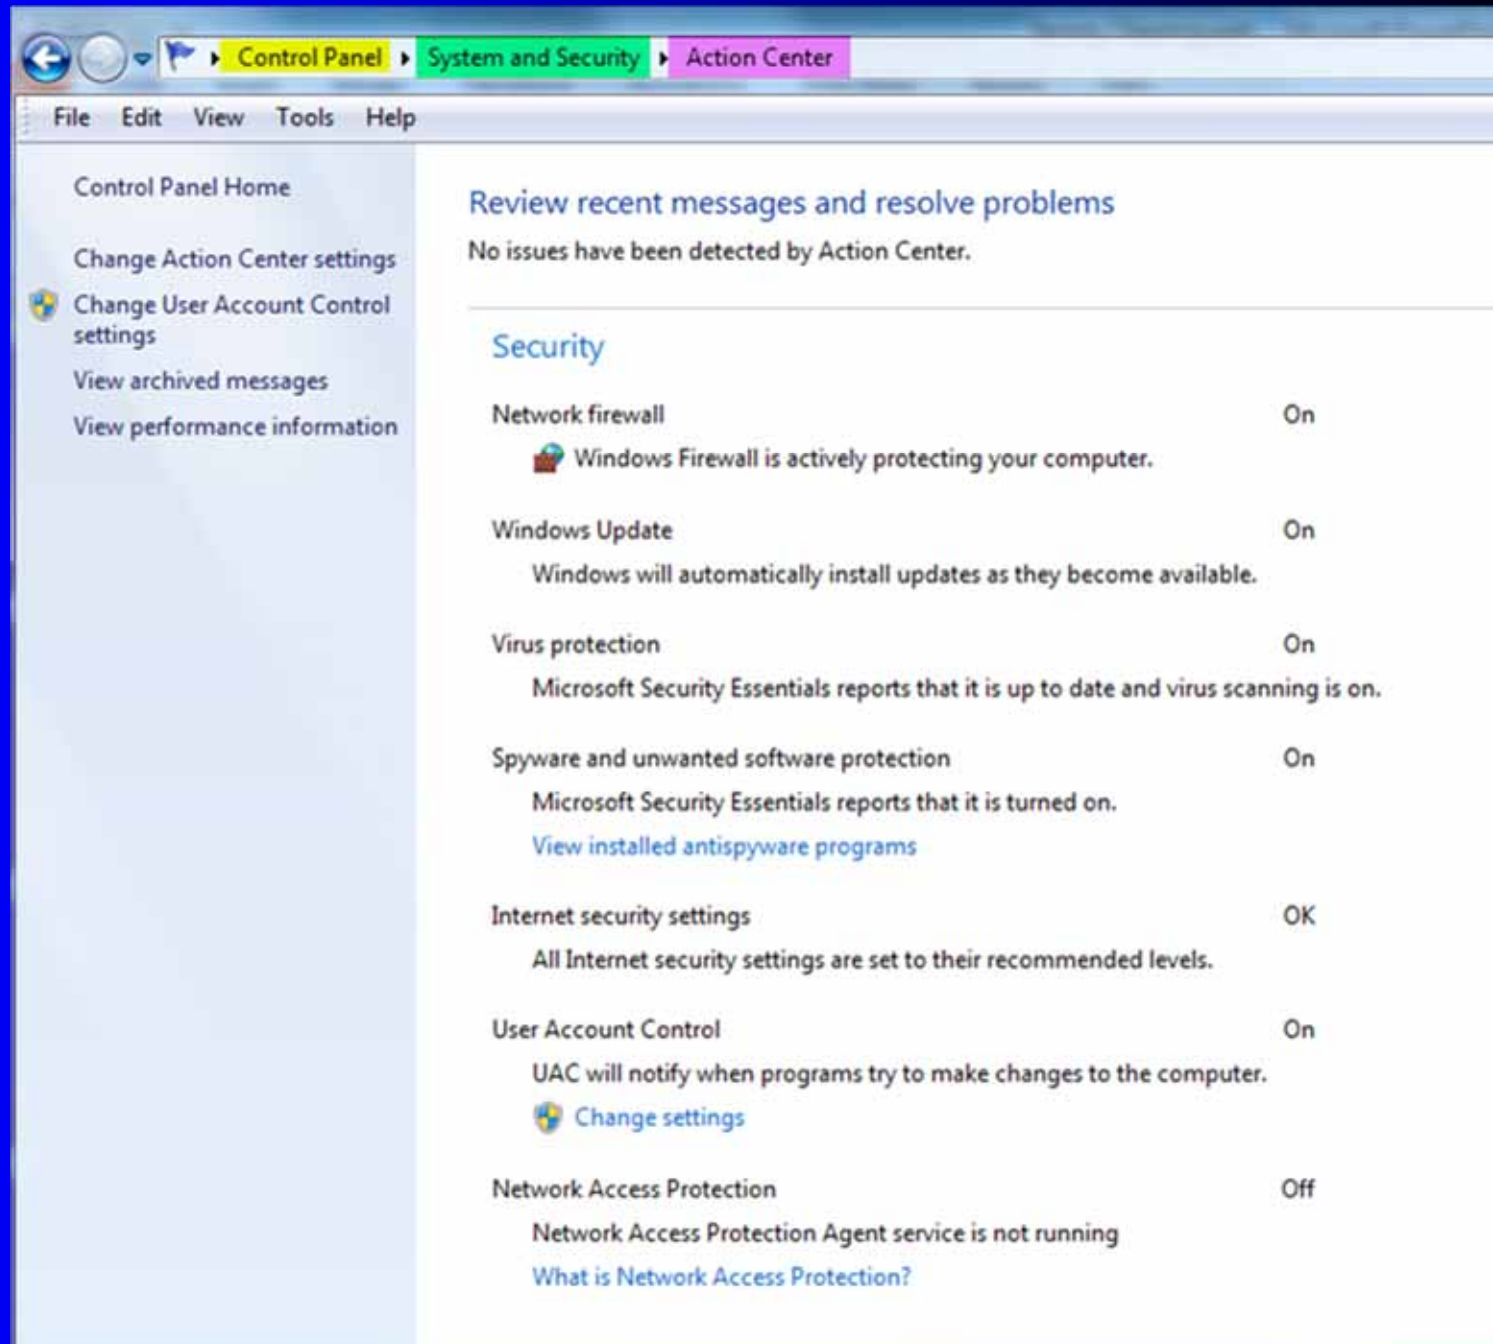 Control Panel System and Security Action Center
File Edit View Tools Help
Control Panel Home
Change Action Center settings
Change User Account Control
settings
View archived messages
View performance information
Review recent messages and resolve problems
No issues have been detected by Action Center.
Security
Network firewall On
Windows Firewall is actively protecting your computer.
Windows Update On
Windows will automatically install updates as they become available.
Virus protection On
Microsoft Security Essentials reports that it is up to date and virus scanning is on.
Spyware and unwanted software protection On
Microsoft Security Essentials reports that it is turned on.
View installed antispyware programs
Internet security settings OK
All Internet security settings are set to their recommended levels.
User Account Control On
UAC will notify when programs try to make changes to the computer.
Change settings
Network Access Protection Off
Network Access Protection Agent service is not running
What is Network Access Protection?